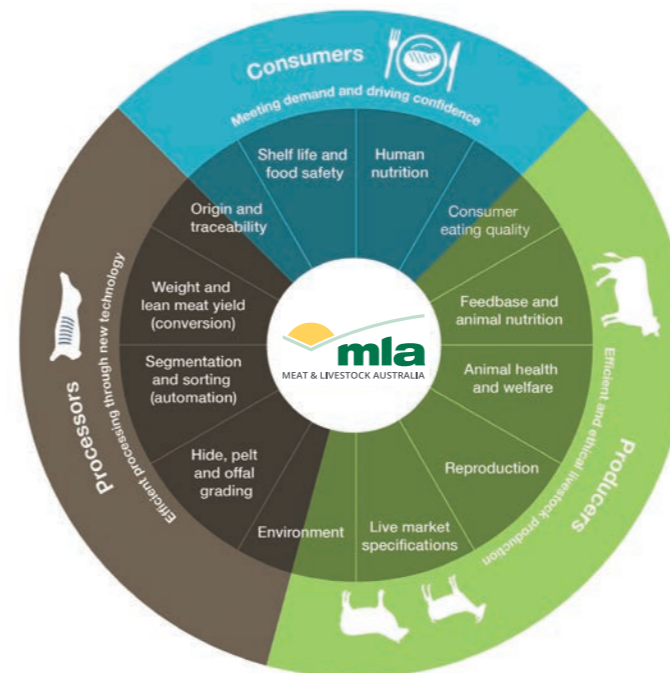 Consumers
Meeting demand and driving confidence
Shelf life and
food safety
Human
nutrition
Origin and
traceability
Consumer
eating quality
Weight and
lean meat yield
(conversion)
Feedbase and
animal nutrition
mla
MEAT & LIVESTOCK AUSTRALIA
Segmentation
and sorting
(automation)
Animal health
and welfare
Hide, pelt
and offal
grading
Reproduction
Environment
Live market
specifications
Processors
Efficient processing through new technology
Producers
Efficient and ethical livestock production